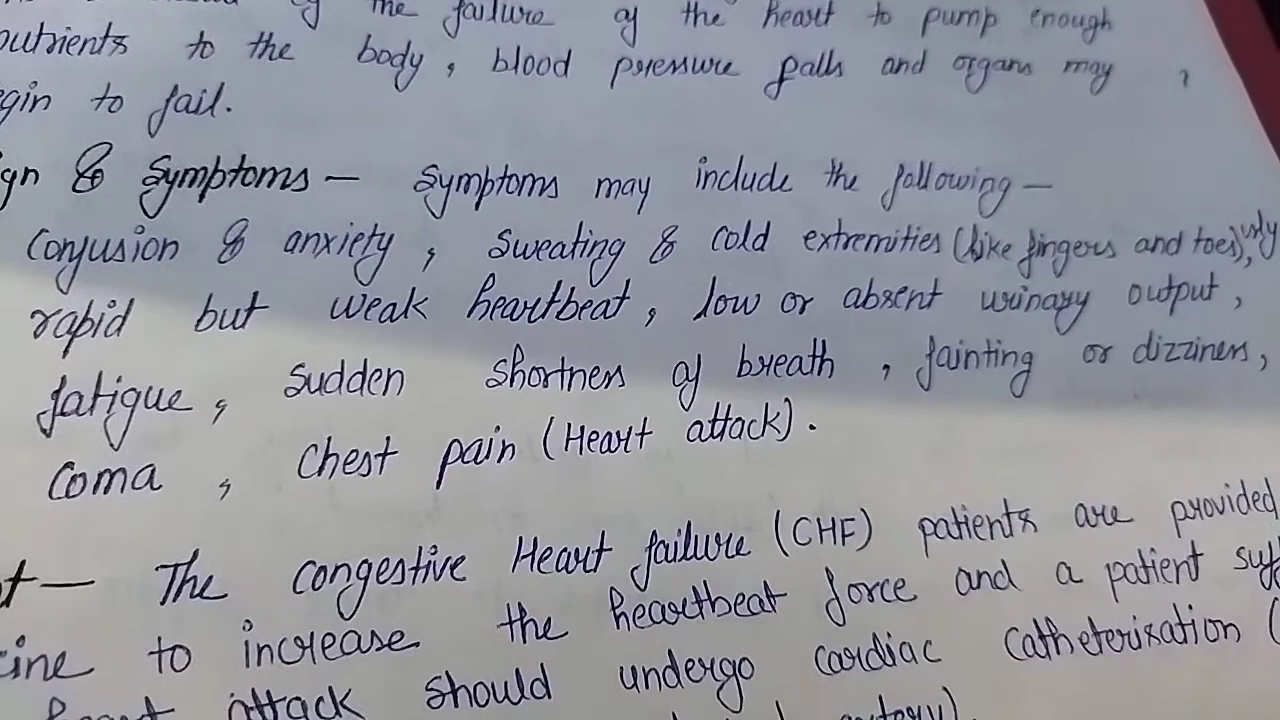 the failure of the heart to pump enough
nutrients to the body, blood pressure falls and organs may
gin to fail.
gn & Symptoms — Symptoms may include the following —
Confusion & anxiety, sweating & cold extremities (like fingers and toes),
rapid but weak heartbeat, low or absent urinary output,
fatigue, sudden shortness of breath, fainting or dizziness,
Coma, chest pain (Heart attack).
t — The congestive Heart failure (CHF) patients are provided
cine to increase the heartbeat force and a patient suff
heart attack should undergo cardiac catheterization (
artery).